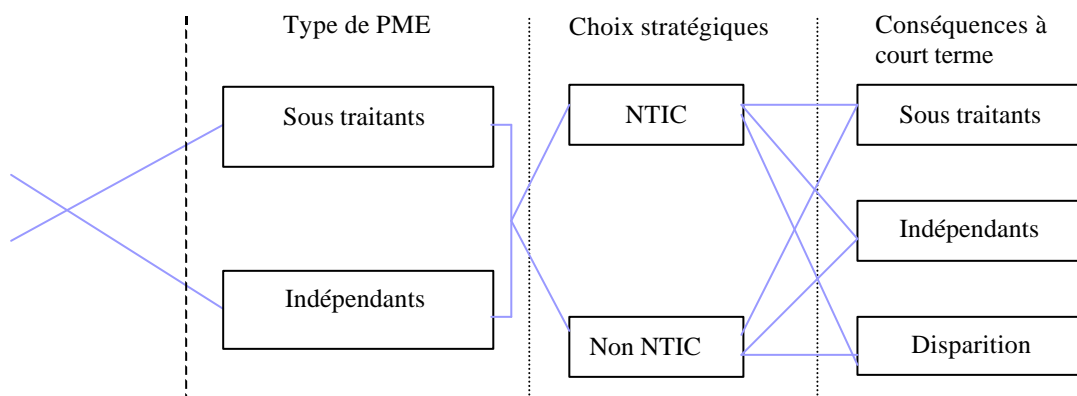 Type de PME
Choix stratégiques
Conséquences à
court terme
Sous traitants
NTIC
Sous traitants
Indépendants
Indépendants
Non NTIC
Disparition